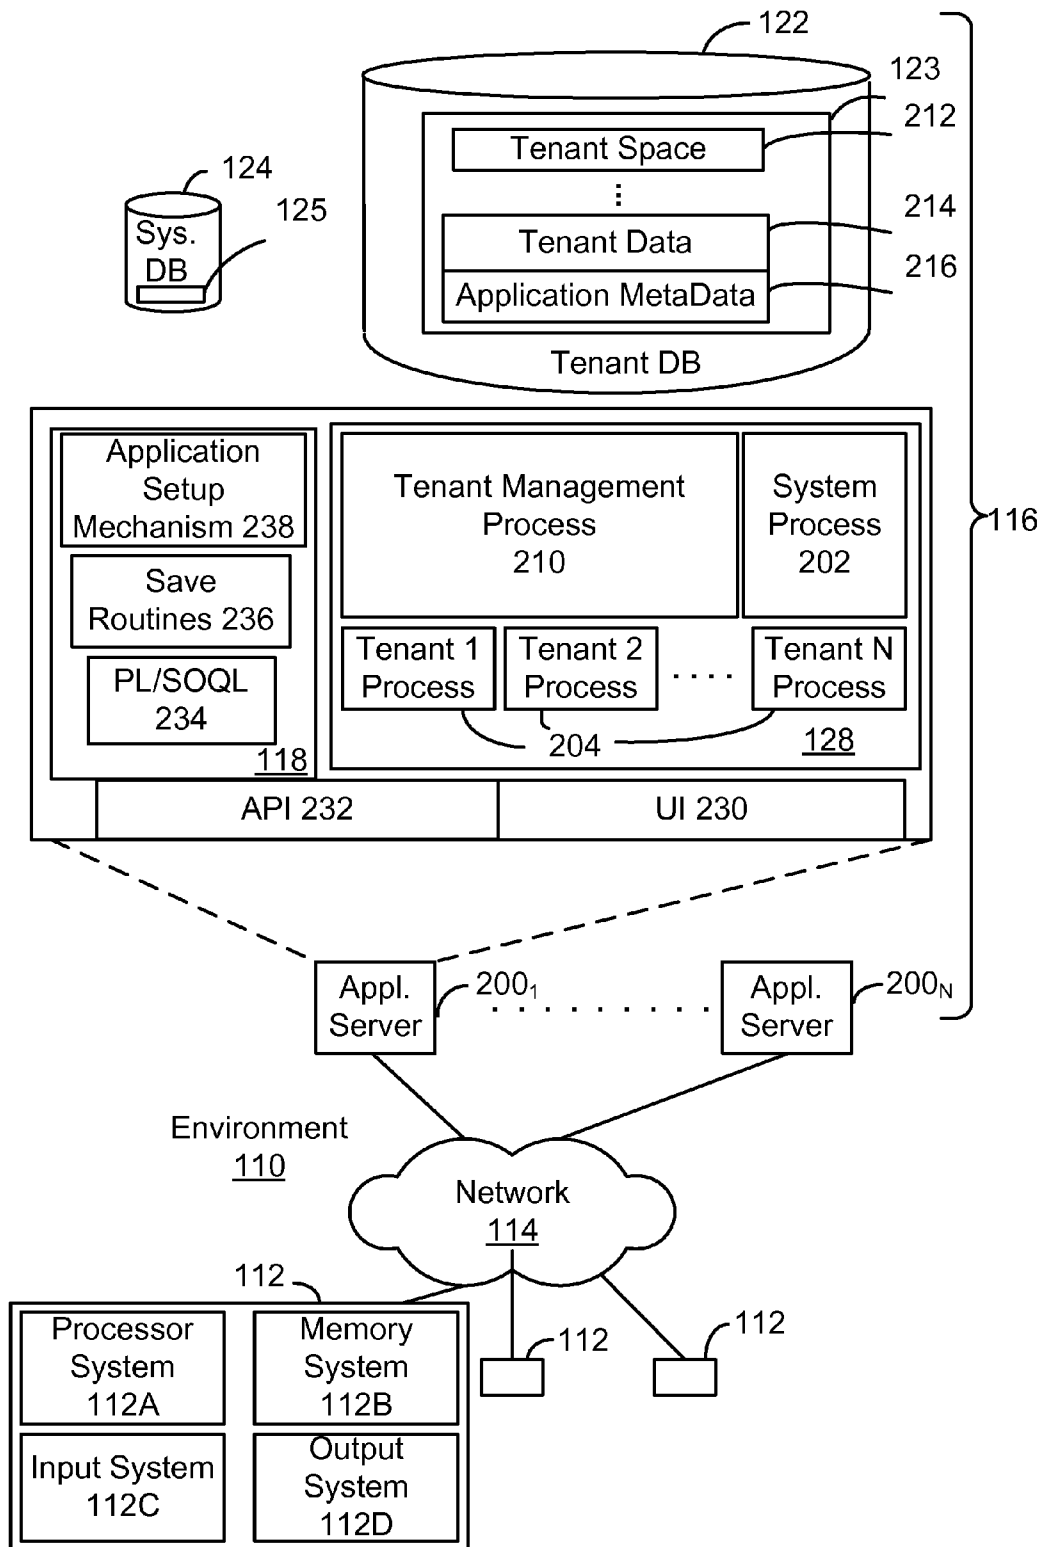 122
123
212
Tenant Space
⋮
124
125
Sys.
DB
214
Tenant Data
216
Application MetaData
Tenant DB
116
Application
Setup
Mechanism 238
Save
Routines 236
PL/SOQL
234
118
Tenant Management
Process
210
System
Process
202
Tenant 1
Process
Tenant 2
Process
. . . .
Tenant N
Process
204
128
API 232
UI 230
Appl.
Server
200₁
. . . . . . . . .
Appl.
Server
200N
Environment
110
Network
114
112
Processor
System
112A
Memory
System
112B
Input System
112C
Output
System
112D
112
112